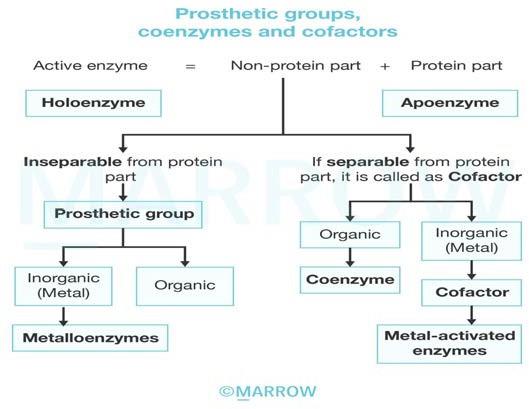 Prosthetic groups,
coenzymes and cofactors
Active enzyme = Non-protein part + Protein part
Holoenzyme
Apoenzyme
Inseparable from protein
part
If separable from protein
part, it is called as Cofactor
Prosthetic group
Organic
Inorganic
(Metal)
Inorganic
(Metal)
Organic
Coenzyme
Cofactor
Metalloenzymes
Metal-activated
enzymes
MARROW
©MARROW